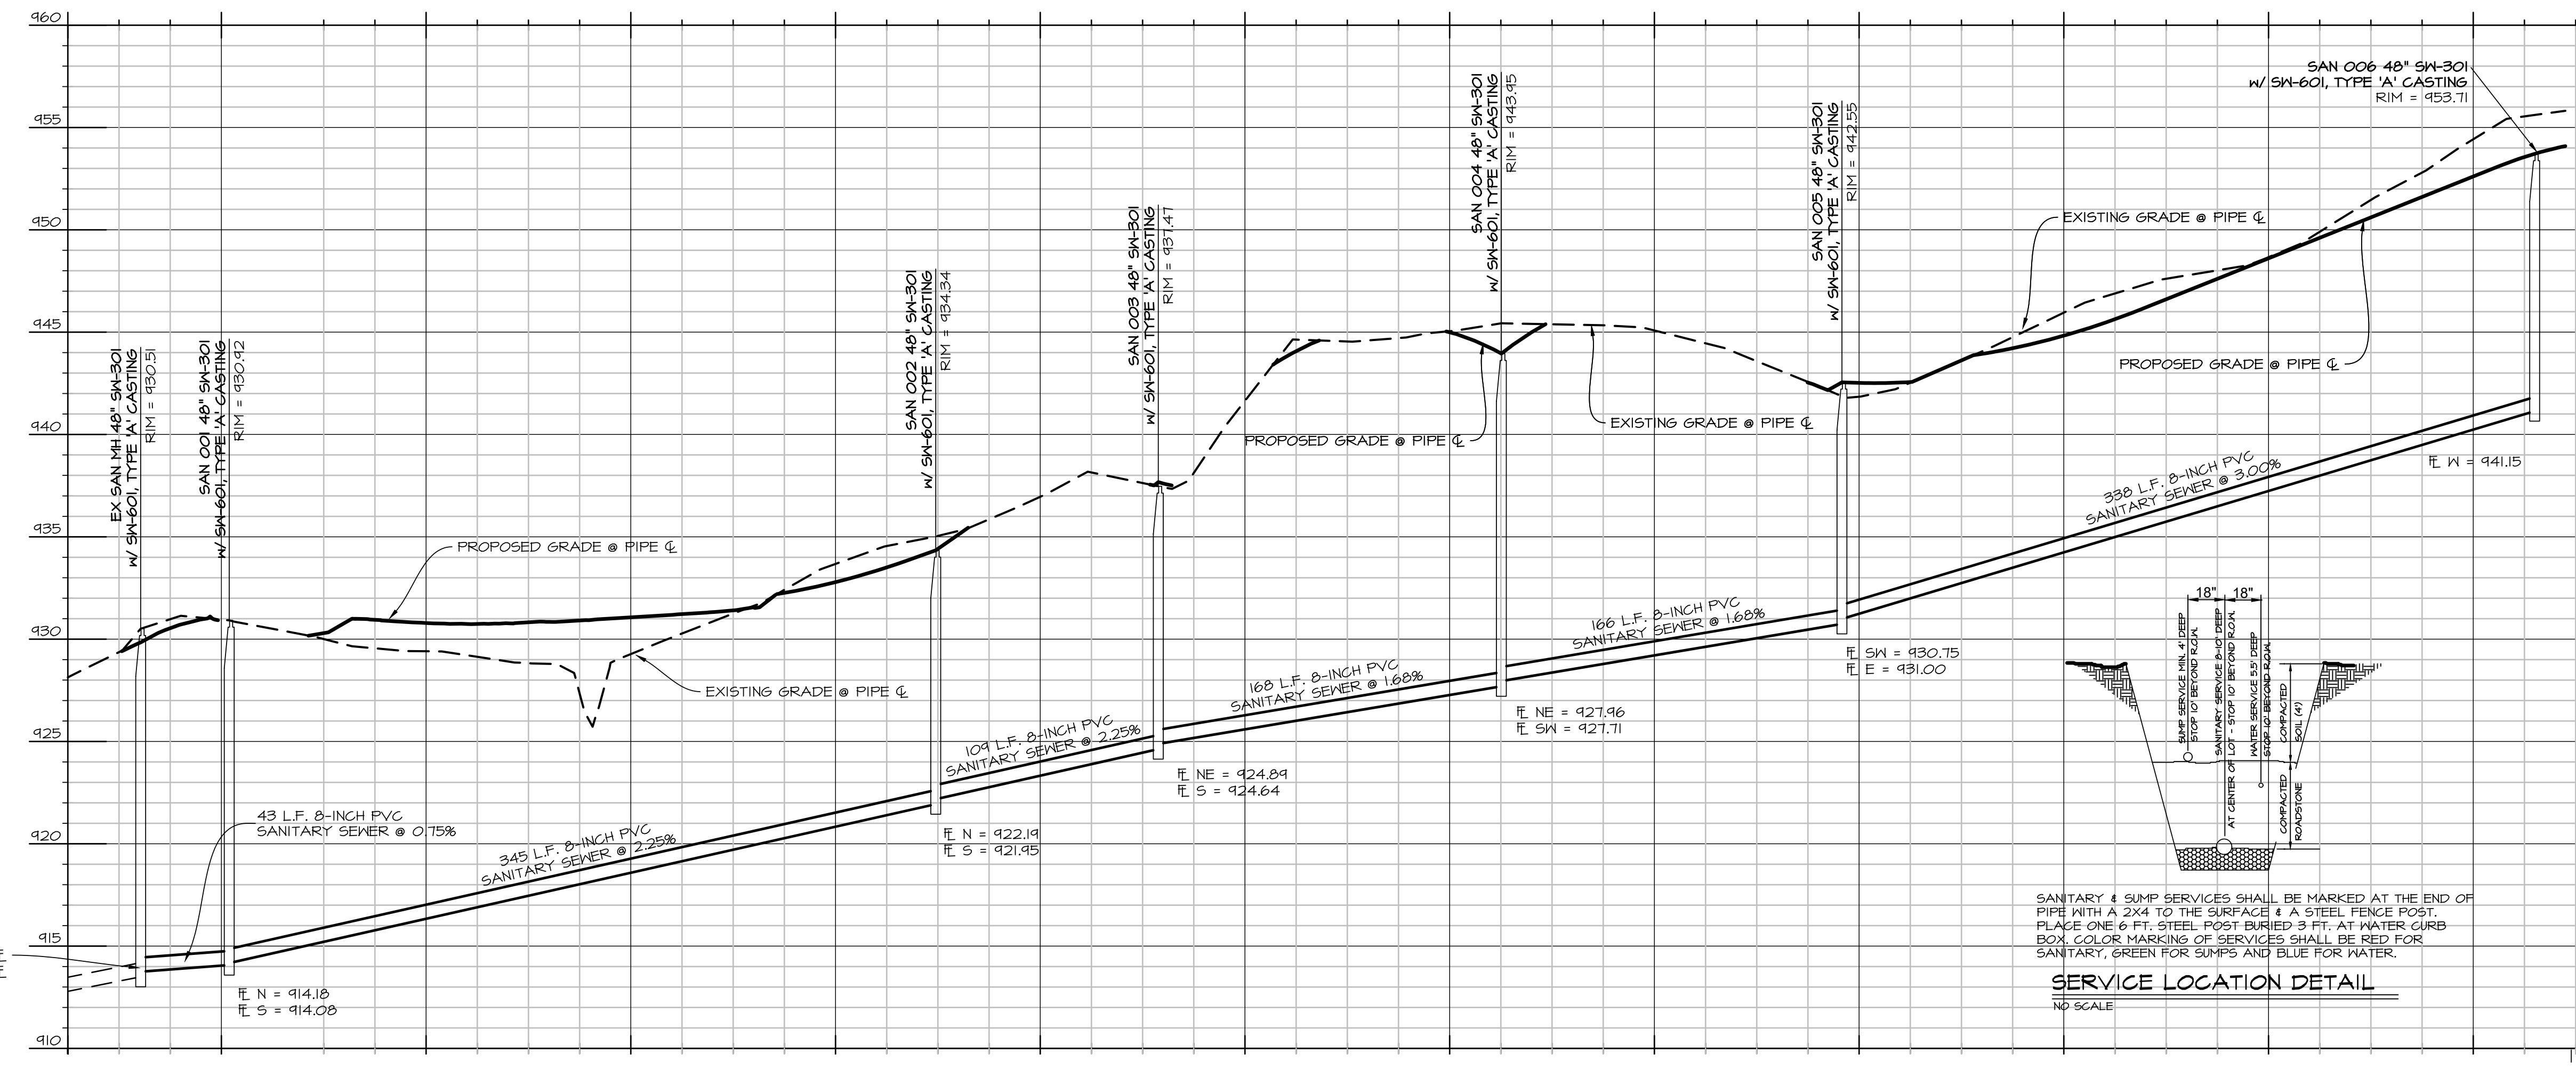 960
955
950
945
940
935
930
925
920
915
910
EX SAN MH 48" SW-301
W/ SW-601, TYPE 'A' CASTING
RIM = 930.51
SAN 001 48" SW-301
W/ SW-601, TYPE 'A' CASTING
RIM = 930.92
SAN 002 48" SW-301
W/ SW-601, TYPE 'A' CASTING
RIM = 934.34
SAN 003 48" SW-301
W/ SW-601, TYPE 'A' CASTING
RIM = 937.47
SAN 004 48" SW-301
W/ SW-601, TYPE 'A' CASTING
RIM = 943.95
SAN 005 48" SW-301
W/ SW-601, TYPE 'A' CASTING
RIM = 942.55
SAN 006 48" SW-301
W/ SW-601, TYPE 'A' CASTING
RIM = 953.71
PROPOSED GRADE @ PIPE ℄
EXISTING GRADE @ PIPE ℄
PROPOSED GRADE @ PIPE ℄
EXISTING GRADE @ PIPE ℄
EXISTING GRADE @ PIPE ℄
PROPOSED GRADE @ PIPE ℄
43 L.F. 8-INCH PVC
SANITARY SEWER @ 0.75%
345 L.F. 8-INCH PVC
SANITARY SEWER @ 2.25%
109 L.F. 8-INCH PVC
SANITARY SEWER @ 2.25%
168 L.F. 8-INCH PVC
SANITARY SEWER @ 1.68%
166 L.F. 8-INCH PVC
SANITARY SEWER @ 1.68%
338 L.F. 8-INCH PVC
SANITARY SEWER @ 3.00%
FL N = 914.18
FL S = 914.08
FL N = 922.19
FL S = 921.95
FL NE = 924.89
FL S = 924.64
FL NE = 927.96
FL SW = 927.71
FL SW = 930.75
FL E = 931.00
FL W = 941.15
18" 18"
SUMP SERVICE MIN. 4' DEEP
STOP 10' BEYOND R.O.W.
SANITARY SERVICE 8-10' DEEP
AT CENTER OF LOT - STOP 10' BEYOND R.O.W.
WATER SERVICE 5.5' DEEP
STOP 10' BEYOND R.O.W.
COMPACTED
SOIL (4')
COMPACTED
ROADSTONE
SANITARY & SUMP SERVICES SHALL BE MARKED AT THE END OF
PIPE WITH A 2X4 TO THE SURFACE & A STEEL FENCE POST.
PLACE ONE 6 FT. STEEL POST BURIED 3 FT. AT WATER CURB
BOX. COLOR MARKING OF SERVICES SHALL BE RED FOR
SANITARY, GREEN FOR SUMPS AND BLUE FOR WATER.
SERVICE LOCATION DETAIL
NO SCALE